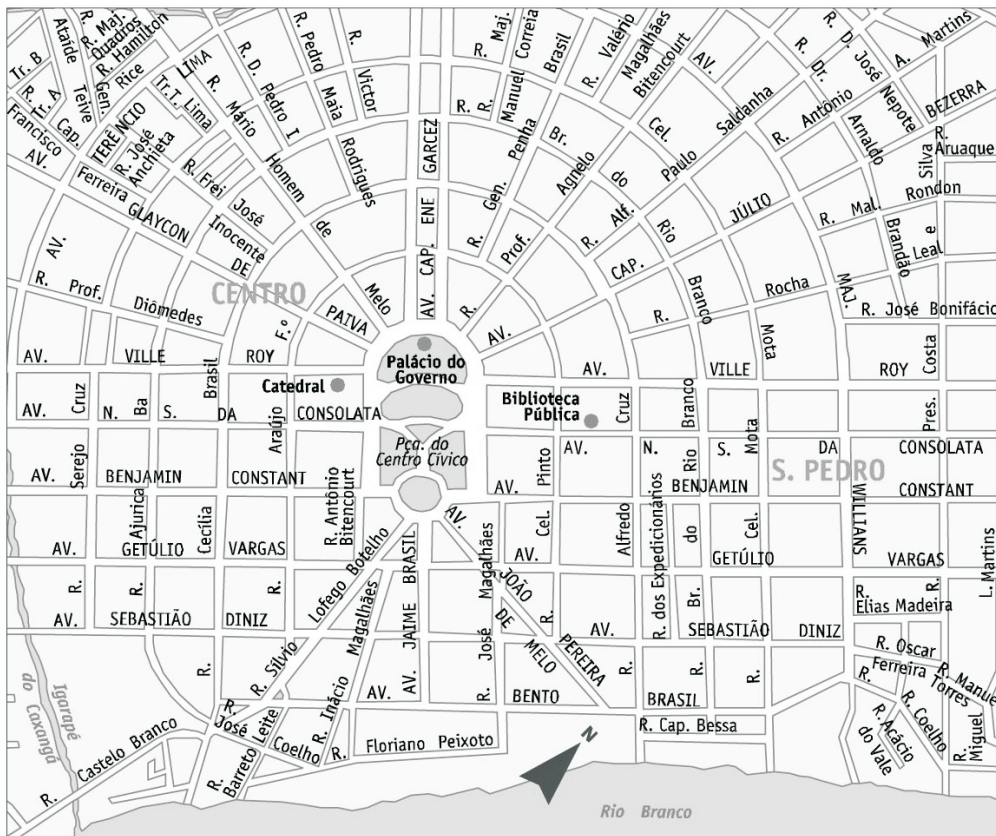 Tr. B
Ataíde
Teive
R. Maj.
Quadros
R. Hamilton
Gen.
Rice
R.
Tr. A
Cap.
Francisco
AV.
TERÊNCIO
LIMA
Tr. T. Lima
R. José
Anchieta
R. Frei
José
Inocente
Ferreira
GLAYCON
DE
PAIVA
R.
Mário
Homem
de
Melo
R. D.
Pedro I
R.
Pedro
Maia
Rodrigues
R.
Victor
AV. CAP. ENE GARCEZ
R. Maj.
Manuel
Correia
R.
R.
R. Gen. Penha
Brasil
R. Prof. Agnelo
Bitencourt
R.
Valério
Magalhães
Br.
do
Rio
Branco
AV.
Cel.
Paulo
Saldanha
R. Alf.
R.
Dr.
Arnaldo
Brandão
R.
D.
José
Nepote
A.
Martins
R. Antônio
BEZERRA
R.
Aruaque
Silva
e
Leal
R. Mal. Rondon
AV. CAP. JÚLIO
R.
Rocha
MAJ.
R. José Bonifácio
AV.
R. Prof. Diômedes
CENTRO
F.º
Palácio do
Governo
AV. VILLE ROY
AV. VILLE ROY
Mota
Costa
Catedral
Biblioteca
Pública
Cruz
Ba
Brasil
Araújo
AV. N. S. DA CONSOLATA
Cruz
Branco
Pres.
Pça. do
Centro Cívico
AV. N. S. DA CONSOLATA
Mota
S. PEDRO
Serejo
AV. BENJAMIN CONSTANT
Pinto
AV. BENJAMIN CONSTANT
Rio
R. Antônio
Bitencourt
Ajurica
Cecília
Cel.
Alfredo
R. dos Expedicionários
do
Cel.
WILLIANS
AV. GETÚLIO VARGAS
AV. GETÚLIO VARGAS
L. Martins
R. Sílvio Lofego Botelho
R. Inácio Magalhães
AV. JAIME BRASIL
R. José Magalhães
AV. JOÃO PEREIRA DE MELO
R.
R.
R.
R.
Br.
R.
R.
R.
Elias Madeira
AV. SEBASTIÃO DINIZ
AV. SEBASTIÃO DINIZ
R. Oscar
Ferreira Torres
R. Manuel
R.
R. Coelho
R. Acácio
do Vale
R.
Miguel
AV. BENTO BRASIL
R. Cap. Bessa
R.
José
Coelho
R.
Barreto Leite
R. Floriano Peixoto
R. Castelo Branco
Igarapé
do Caxangá
N
Rio Branco